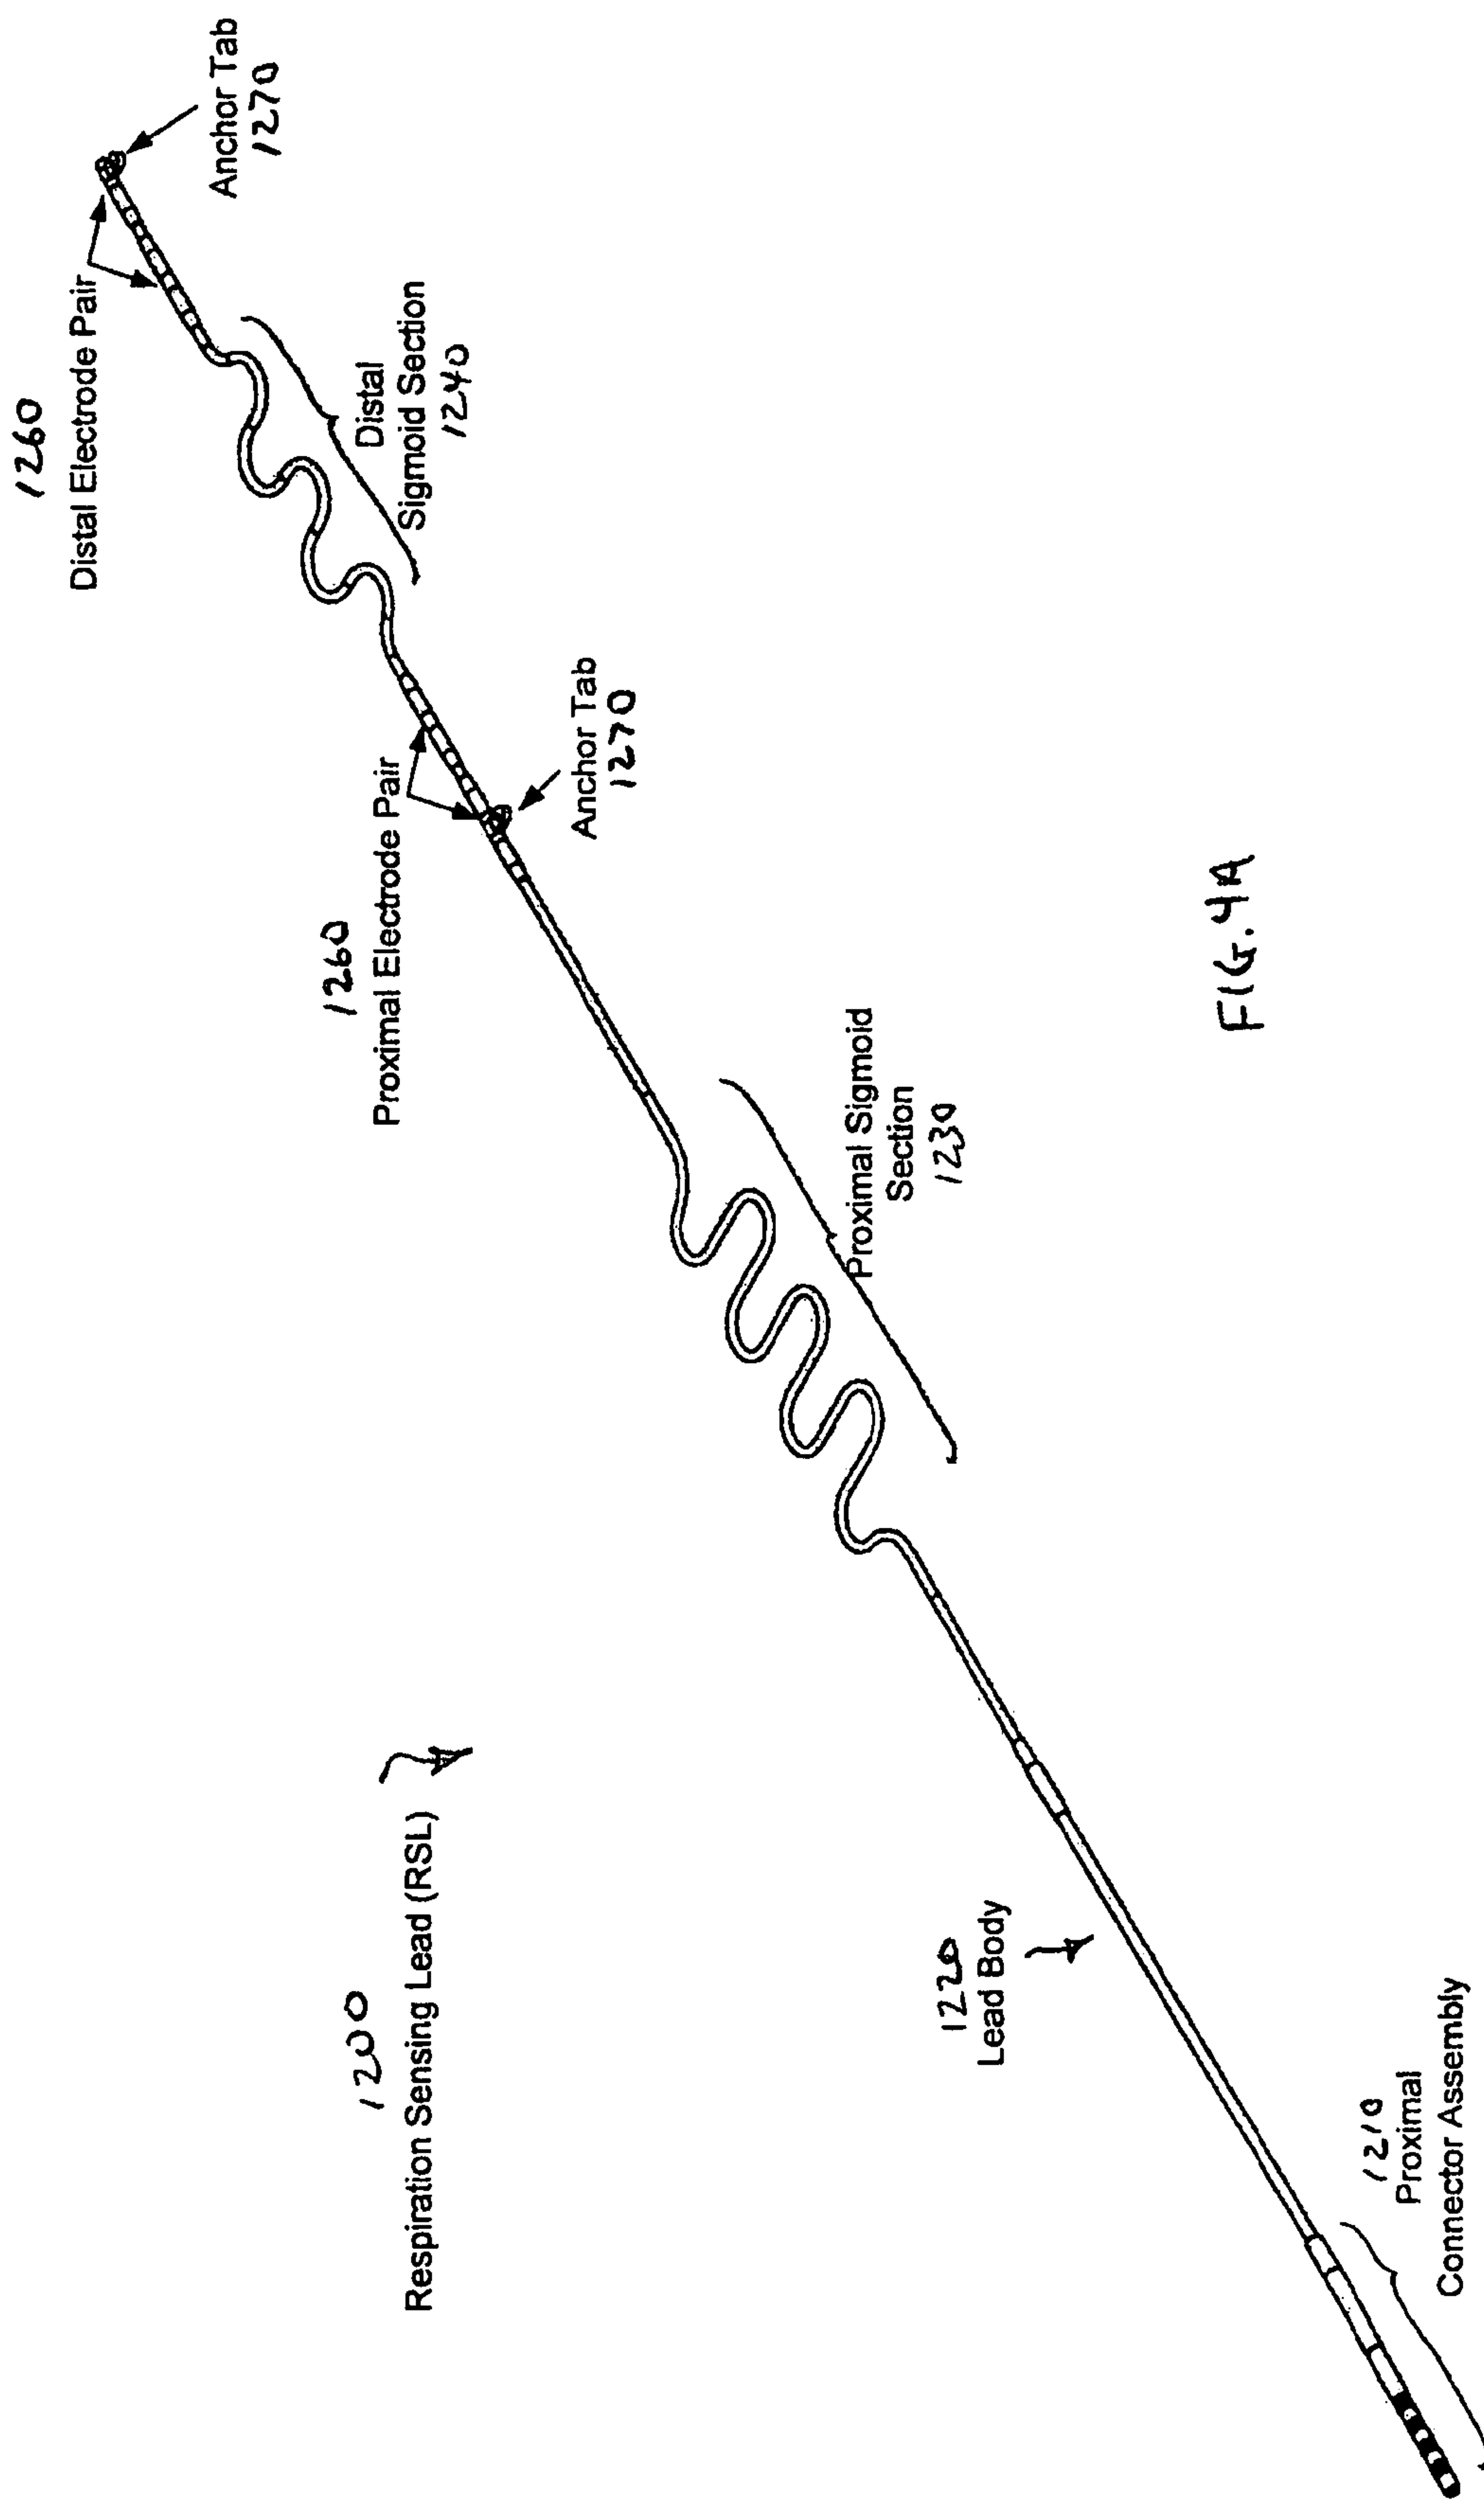 1260
Distal Electrode Pair
Anchor Tab
1270
1200
Respiration Sensing Lead (RSL)
1260
Proximal Electrode Pair
Distal
Sigmoid Section
1240
Anchor Tab
1270
Proximal Sigmoid
Section
1230
1220
Lead Body
FIG. 4A
1210
Proximal
Connector Assembly